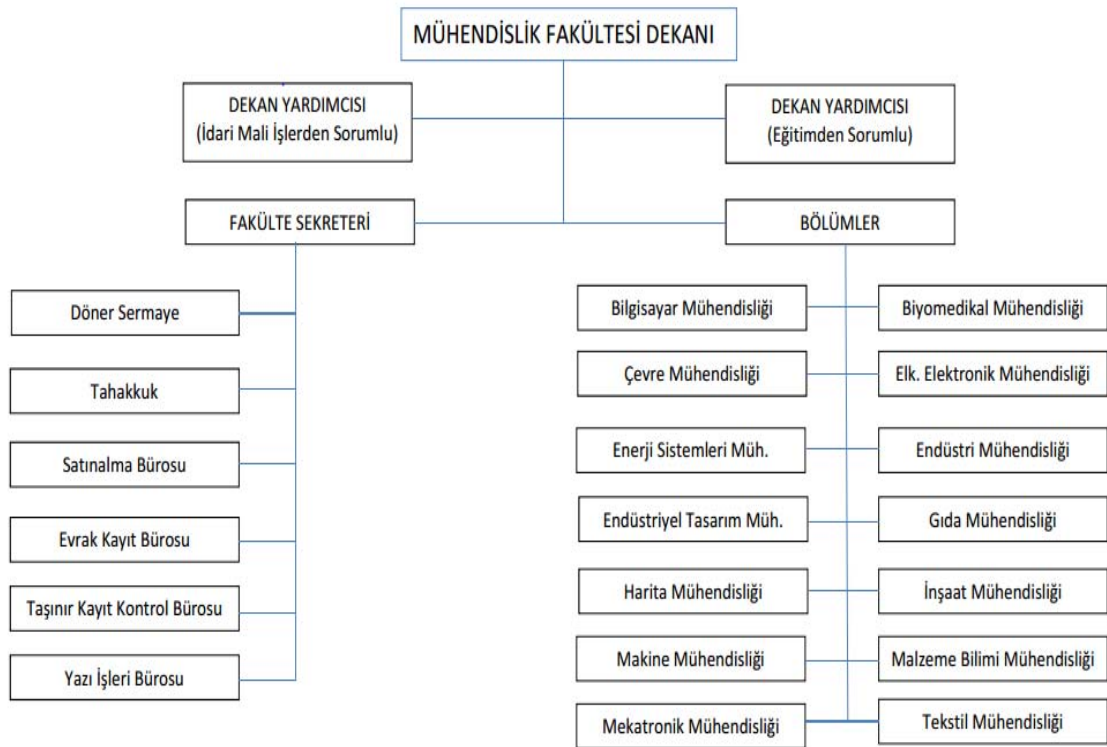 MÜHENDİSLİK FAKÜLTESİ DEKANI
DEKAN YARDIMCISI
(İdari Mali İşlerden Sorumlu)
DEKAN YARDIMCISI
(Eğitimden Sorumlu)
FAKÜLTE SEKRETERİ
BÖLÜMLER
Döner Sermaye
Tahakkuk
Satınalma Bürosu
Evrak Kayıt Bürosu
Taşınır Kayıt Kontrol Bürosu
Yazı İşleri Bürosu
Bilgisayar Mühendisliği
Biyomedikal Mühendisliği
Çevre Mühendisliği
Elk. Elektronik Mühendisliği
Enerji Sistemleri Müh.
Endüstri Mühendisliği
Endüstriyel Tasarım Müh.
Gıda Mühendisliği
Harita Mühendisliği
İnşaat Mühendisliği
Makine Mühendisliği
Malzeme Bilimi Mühendisliği
Mekatronik Mühendisliği
Tekstil Mühendisliği